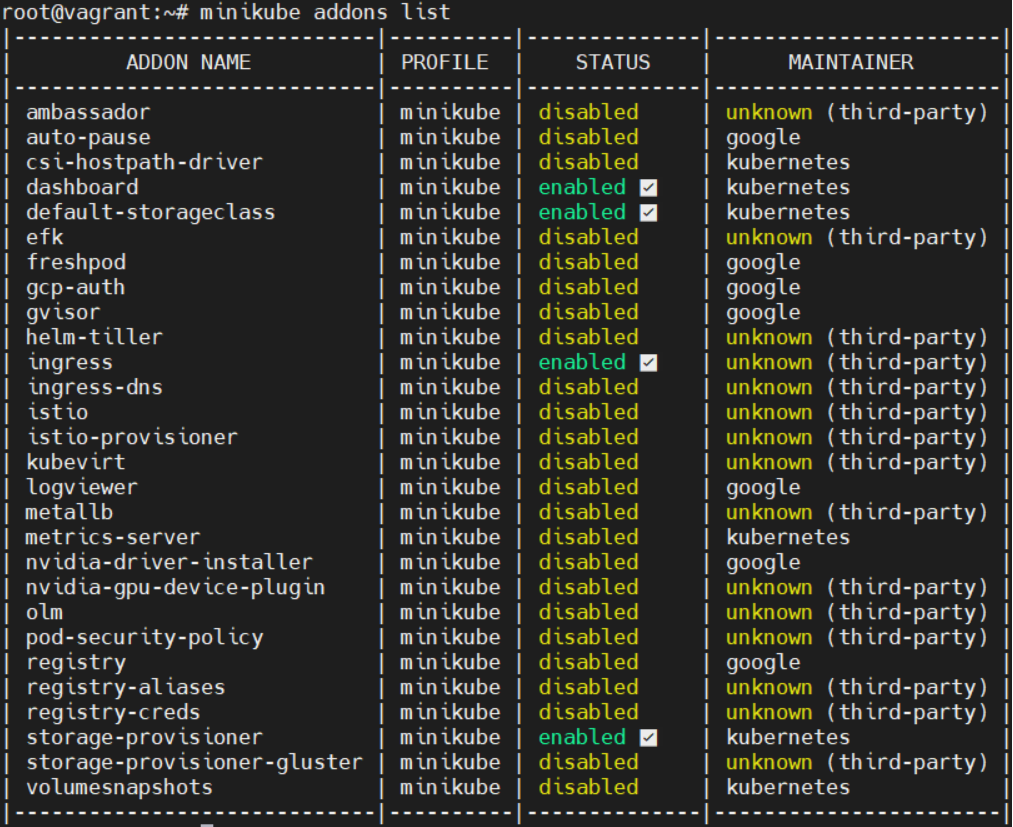 root@vagrant:~# minikube addons list
|-----------------------------|----------|--------------|-----------------------|
| ADDON NAME | PROFILE | STATUS | MAINTAINER |
|-----------------------------|----------|--------------|-----------------------|
| ambassador | minikube | disabled | unknown (third-party) |
| auto-pause | minikube | disabled | google |
| csi-hostpath-driver | minikube | disabled | kubernetes |
| dashboard | minikube | enabled ✅ | kubernetes |
| default-storageclass | minikube | enabled ✅ | kubernetes |
| efk | minikube | disabled | unknown (third-party) |
| freshpod | minikube | disabled | google |
| gcp-auth | minikube | disabled | google |
| gvisor | minikube | disabled | google |
| helm-tiller | minikube | disabled | unknown (third-party) |
| ingress | minikube | enabled ✅ | unknown (third-party) |
| ingress-dns | minikube | disabled | unknown (third-party) |
| istio | minikube | disabled | unknown (third-party) |
| istio-provisioner | minikube | disabled | unknown (third-party) |
| kubevirt | minikube | disabled | unknown (third-party) |
| logviewer | minikube | disabled | google |
| metallb | minikube | disabled | unknown (third-party) |
| metrics-server | minikube | disabled | kubernetes |
| nvidia-driver-installer | minikube | disabled | google |
| nvidia-gpu-device-plugin | minikube | disabled | unknown (third-party) |
| olm | minikube | disabled | unknown (third-party) |
| pod-security-policy | minikube | disabled | unknown (third-party) |
| registry | minikube | disabled | google |
| registry-aliases | minikube | disabled | unknown (third-party) |
| registry-creds | minikube | disabled | unknown (third-party) |
| storage-provisioner | minikube | enabled ✅ | kubernetes |
| storage-provisioner-gluster | minikube | disabled | unknown (third-party) |
| volumesnapshots | minikube | disabled | kubernetes |
|-----------------------------|----------|--------------|-----------------------|